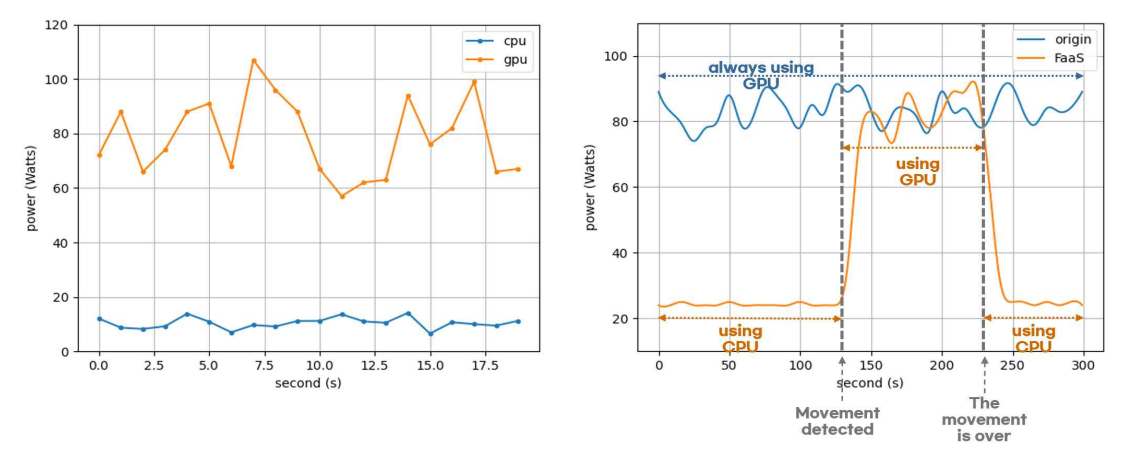 120
100
80
60
40
20
0
power (Watts)
cpu
gpu
0.0
2.5
5.0
7.5
10.0
12.5
15.0
17.5
second (s)
100
80
60
40
20
power (Watts)
origin
FaaS
always using
GPU
using
GPU
using
CPU
using
CPU
0
50
100
150
200
250
300
second (s)
Movement
detected
The
movement
is over